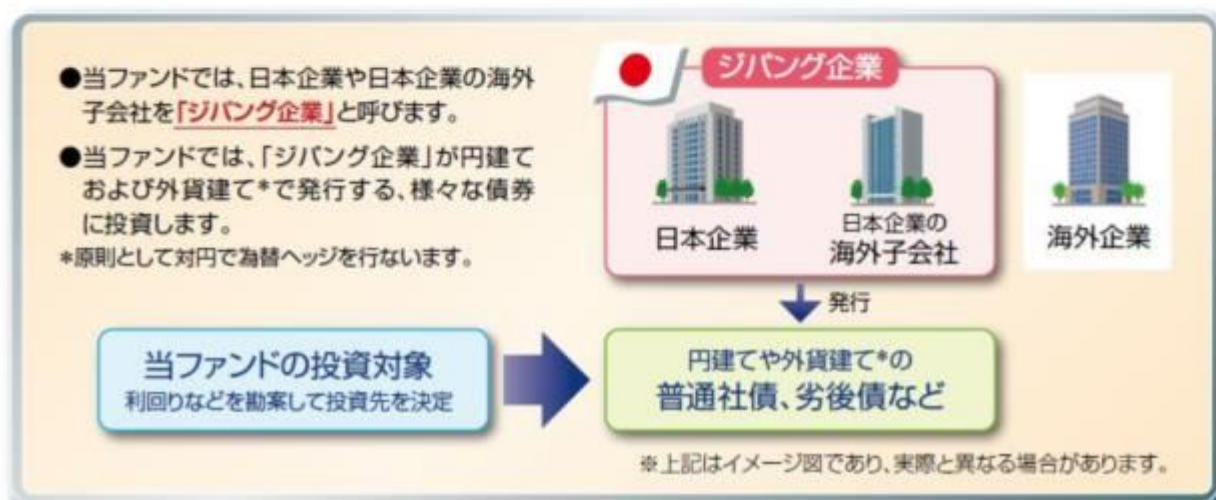 ●当ファンドでは、日本企業や日本企業の海外
子会社を「ジパング企業」と呼びます。
●当ファンドでは、「ジパング企業」が円建て
および外貨建て*で発行する、様々な債券
に投資します。
*原則として対円で為替ヘッジを行ないます。
ジパング企業
日本企業
日本企業の
海外子会社
海外企業
発行
当ファンドの投資対象
利回りなどを勘案して投資先を決定
円建てや外貨建て*の
普通社債、劣後債など
※上記はイメージ図であり、実際と異なる場合があります。